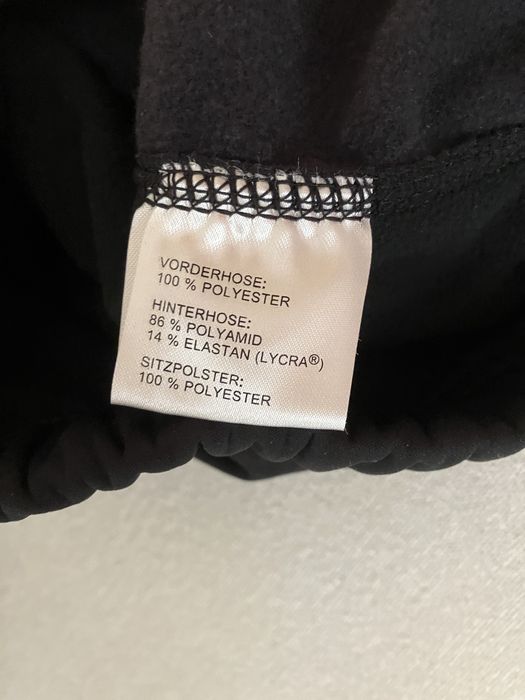 VORDERHOSE:
100 % POLYESTER
HINTERHOSE:
86 % POLYAMID
14 % ELASTAN (LYCRA®)
SITZPOLSTER:
100 % POLYESTER